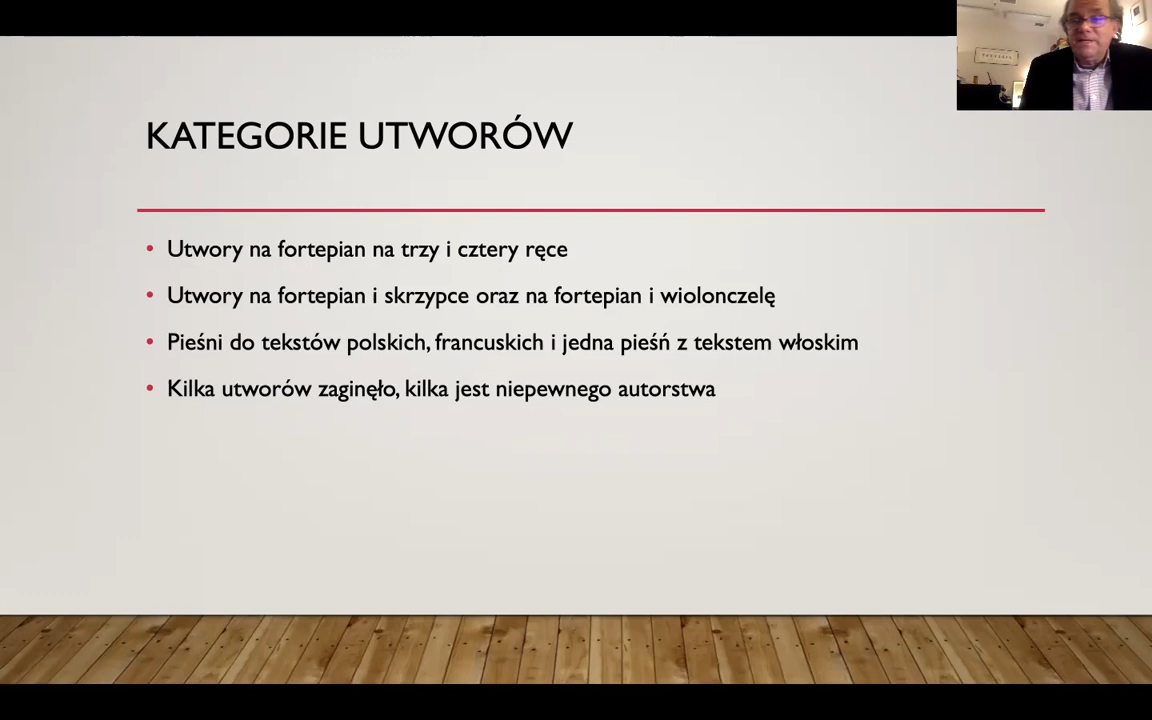 KATEGORIE UTWORÓW
Utwory na fortepian na trzy i cztery ręce
Utwory na fortepian i skrzypce oraz na fortepian i wiolonczelę
Pieśni do tekstów polskich, francuskich i jedna pieśń z tekstem włoskim
Kilka utworów zaginęło, kilka jest niepewnego autorstwa